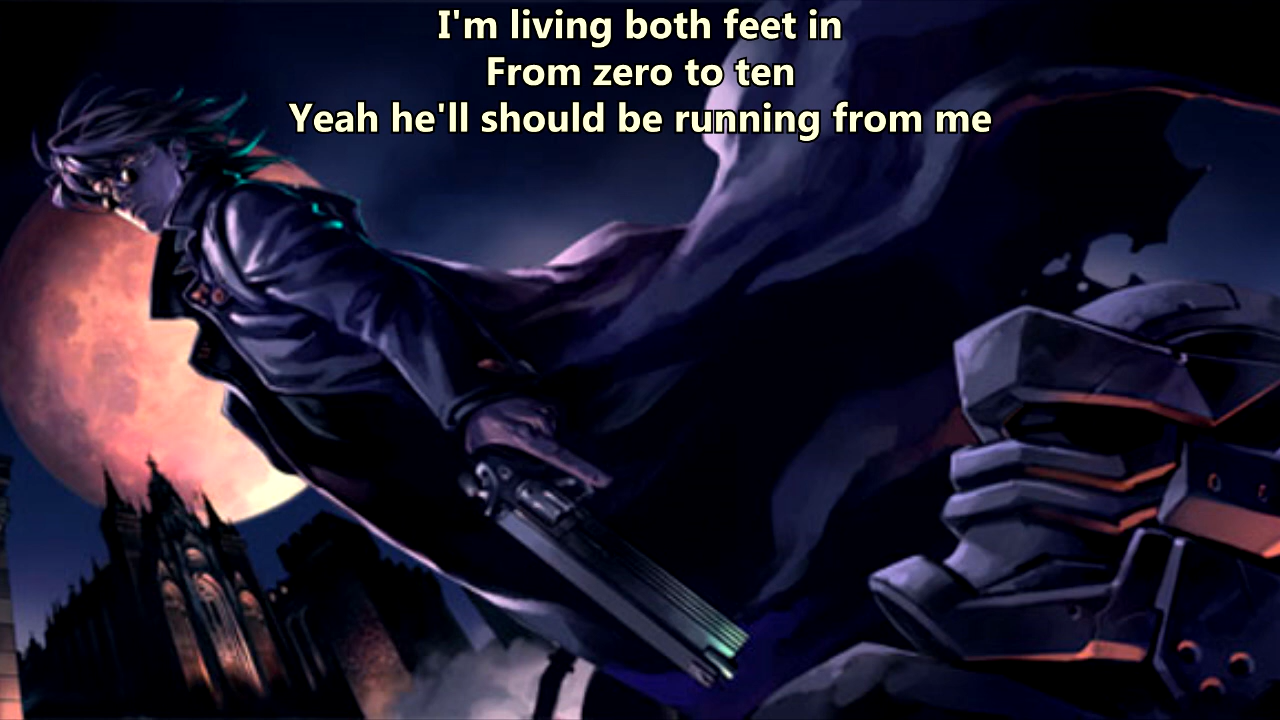 I'm living both feet in
From zero to ten
Yeah he'll should be running from me